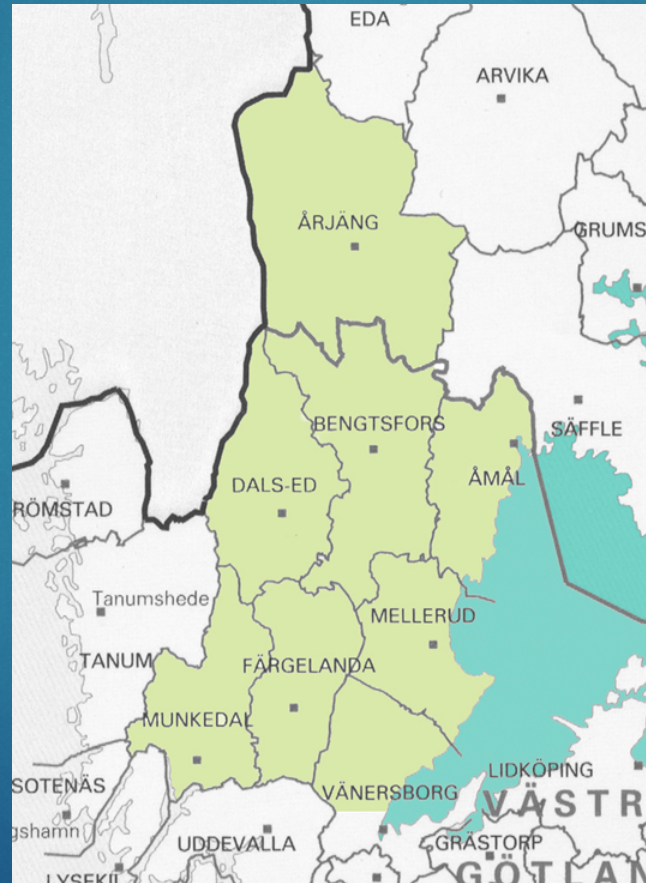 EDA
ARVIKA
ÅRJÄNG
GRUMS
BENGTSFORS
SÄFFLE
ÅMÅL
DALS-ED
RÖMSTAD
Tanumshede
MELLERUD
TANUM
FÄRGELANDA
MUNKEDAL
LIDKÖPING
SOTENÄS
VÄNERSBORG
VÄSTR
gshamn
UDDEVALLA
GRÄSTORP
LYSEKIL
GÖTLAN